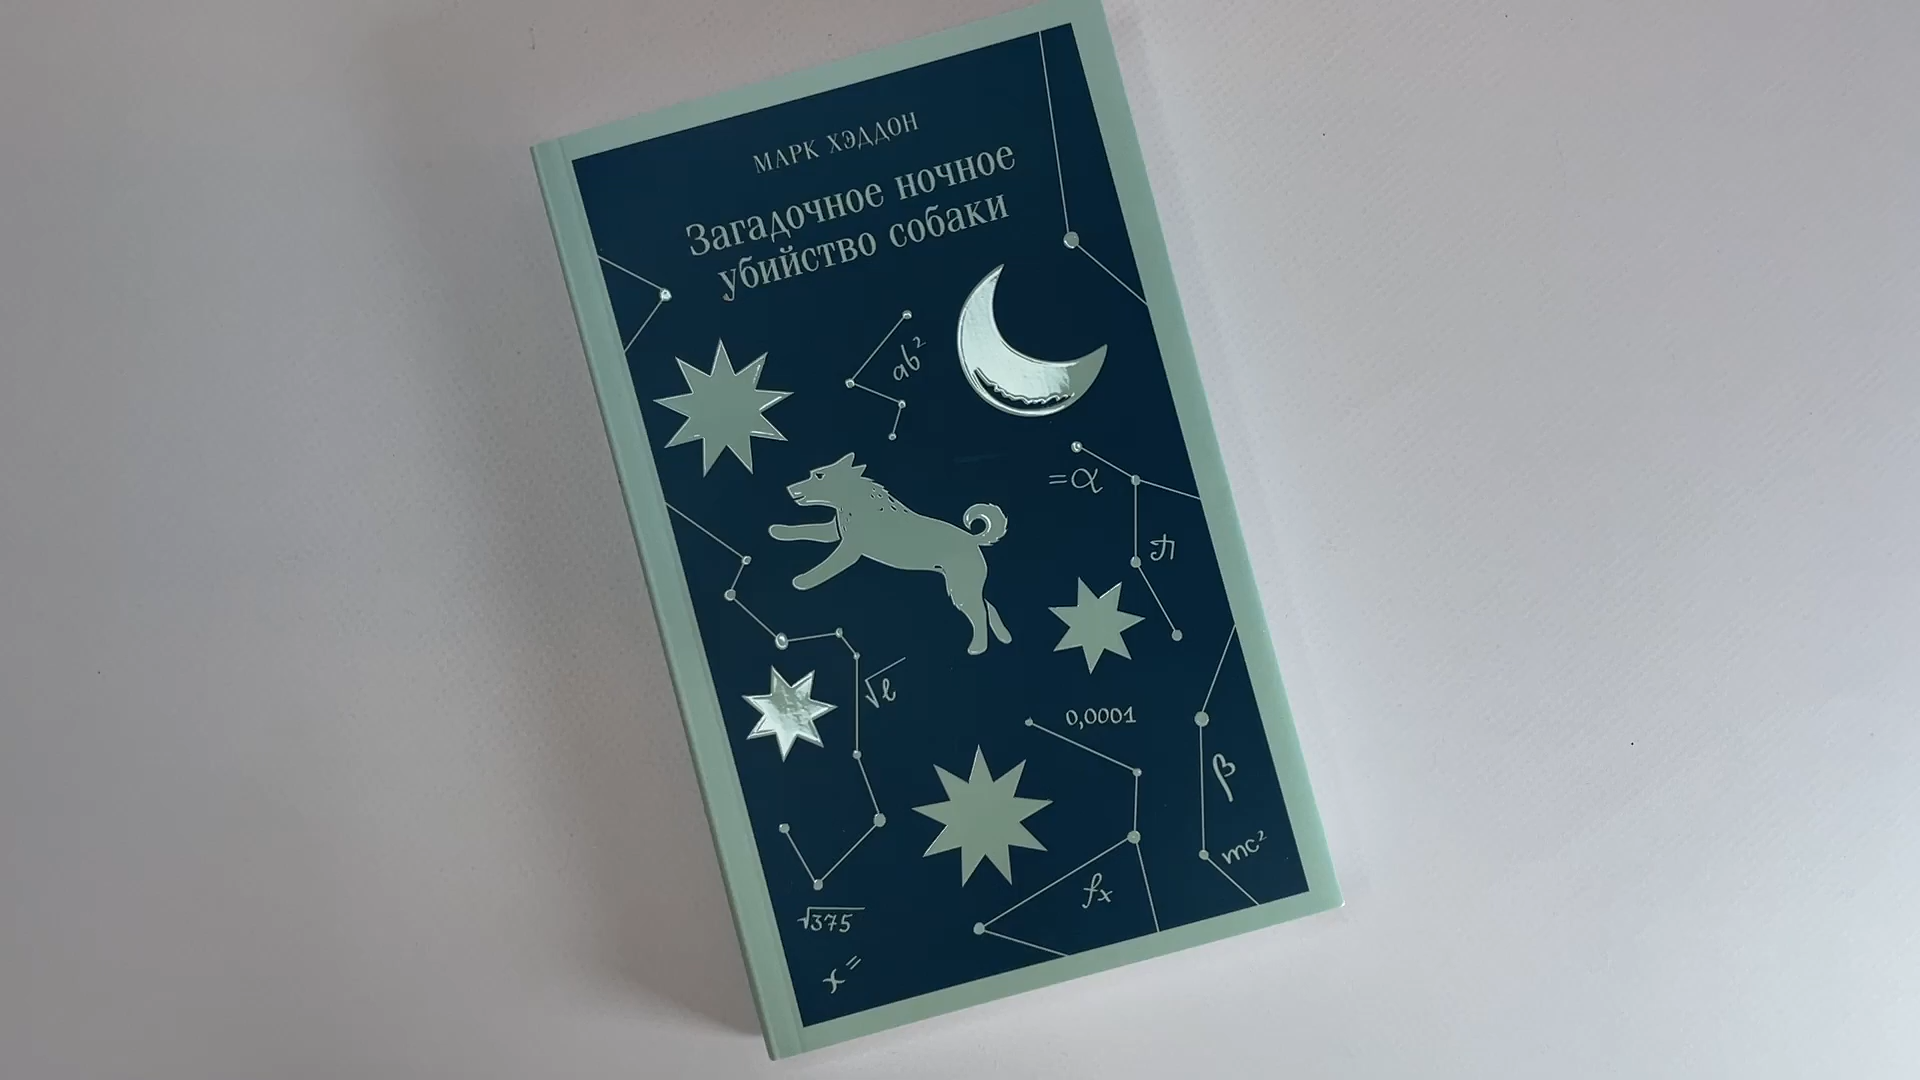 МАРК ХЭДДОН
Загадочное ночное
убийство собаки
ab²
=α
π
√e
0,0001
β
mc²
fx
√375
x =